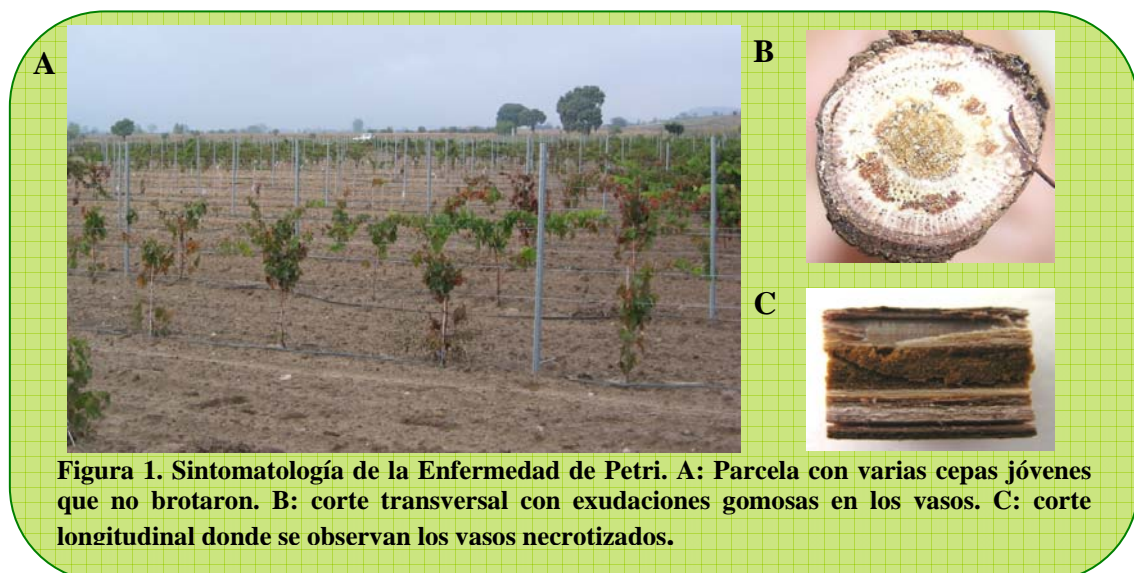 A
B
C
Figura 1. Sintomatología de la Enfermedad de Petri. A: Parcela con varias cepas jóvenes
que no brotaron. B: corte transversal con exudaciones gomosas en los vasos. C: corte
longitudinal donde se observan los vasos necrotizados.